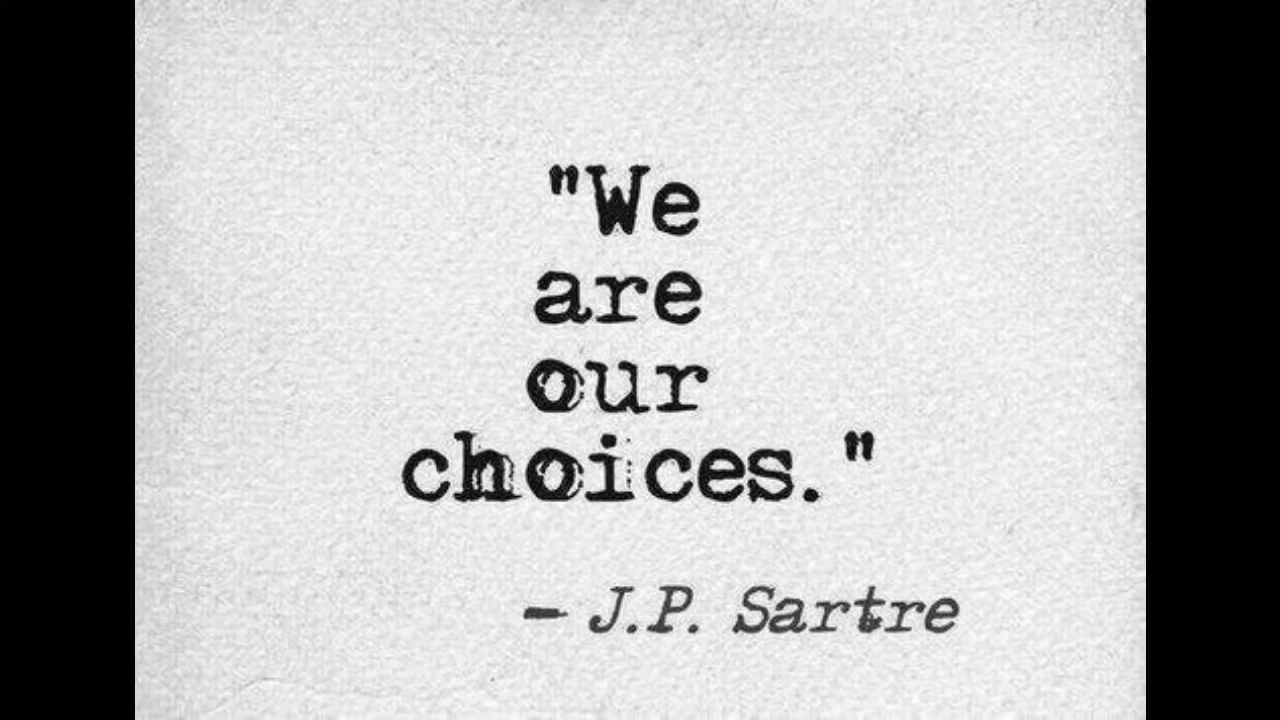 "We
are
our
choices."
– J.P. Sartre